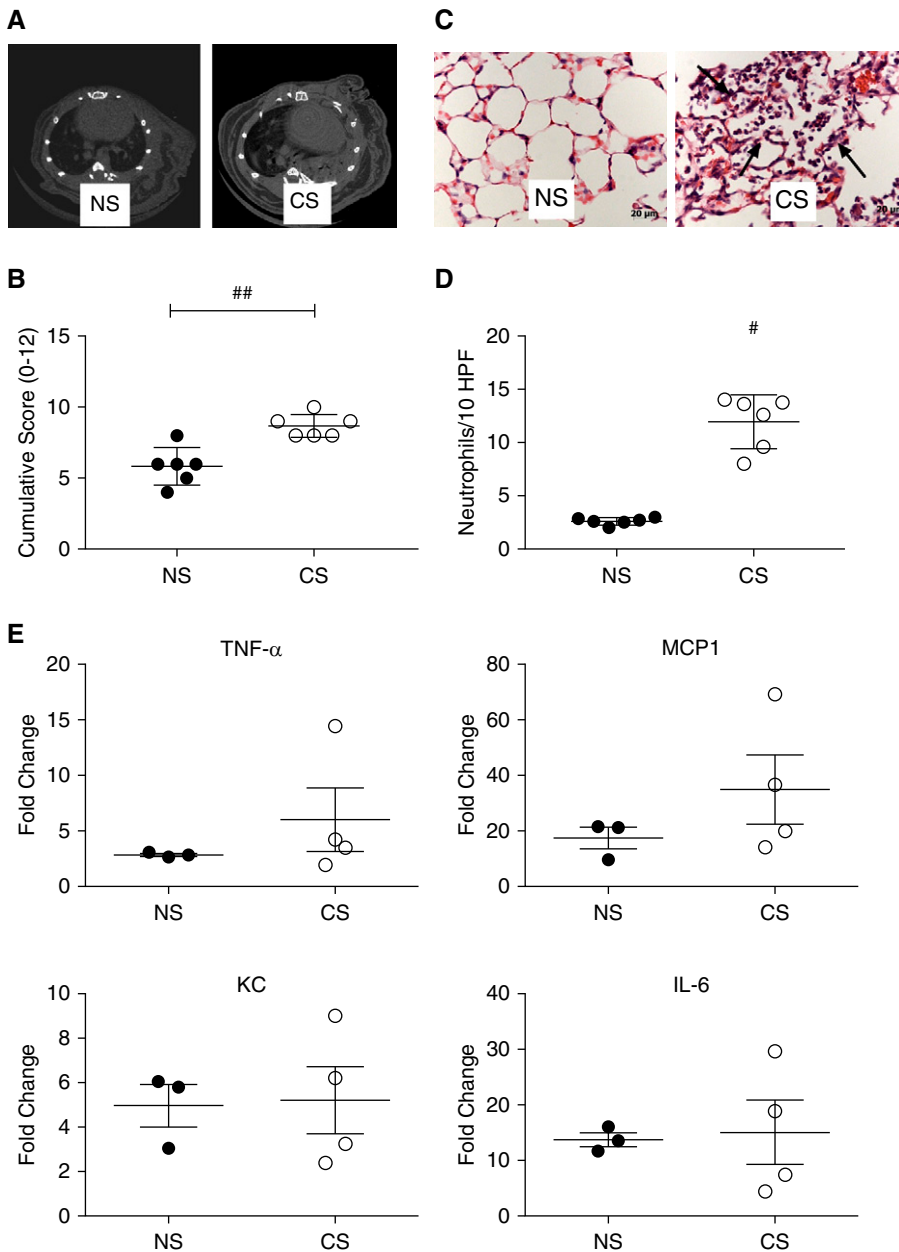 A
NS
CS
C
NS
20 µm
CS
20 µm
B
##
Cumulative Score (0-12)
15
10
5
0
NS
CS
D
#
Neutrophils/10 HPF
20
15
10
5
0
NS
CS
E
TNF-α
Fold Change
20
15
10
5
0
NS
CS
MCP1
Fold Change
80
60
40
20
0
NS
CS
KC
Fold Change
10
8
6
4
2
0
NS
CS
IL-6
Fold Change
40
30
20
10
0
NS
CS